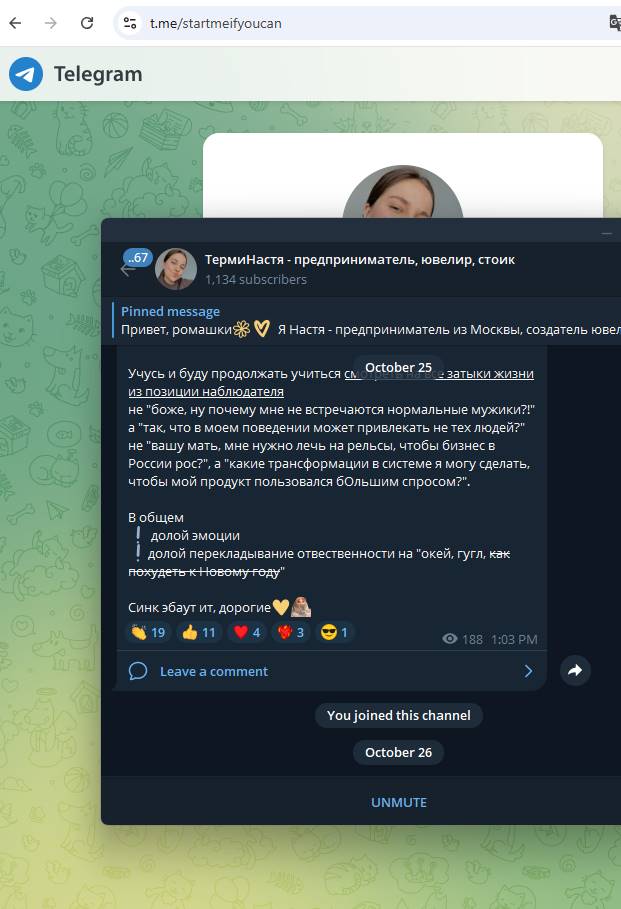 t.me/startmeifyoucan
Telegram
..67
ТермиНастя - предприниматель, ювелир, стоик
1,134 subscribers
Pinned message
Привет, ромашки🌼💛 Я Настя - предприниматель из Москвы, создатель ювел
October 25
Учусь и буду продолжать учиться смотреть на все затыки жизни
из позиции наблюдателя
не "боже, ну почему мне не встречаются нормальные мужики?!"
а "так, что в моем поведении может привлекать не тех людей?"
не "вашу мать, мне нужно лечь на рельсы, чтобы бизнес в
России рос?", а "какие трансформации в системе я могу сделать,
чтобы мой продукт пользовался бОльшим спросом?".
В общем
❕ долой эмоции
❕ долой перекладывание отвественности на "окей, гугл, как
похудеть к Новому году"
Синк эбаут ит, дорогие💛🙈
👏 19 👍 11 ❤️ 4 ❤️‍🔥 3 😎 1
188 1:03 PM
Leave a comment
You joined this channel
October 26
UNMUTE